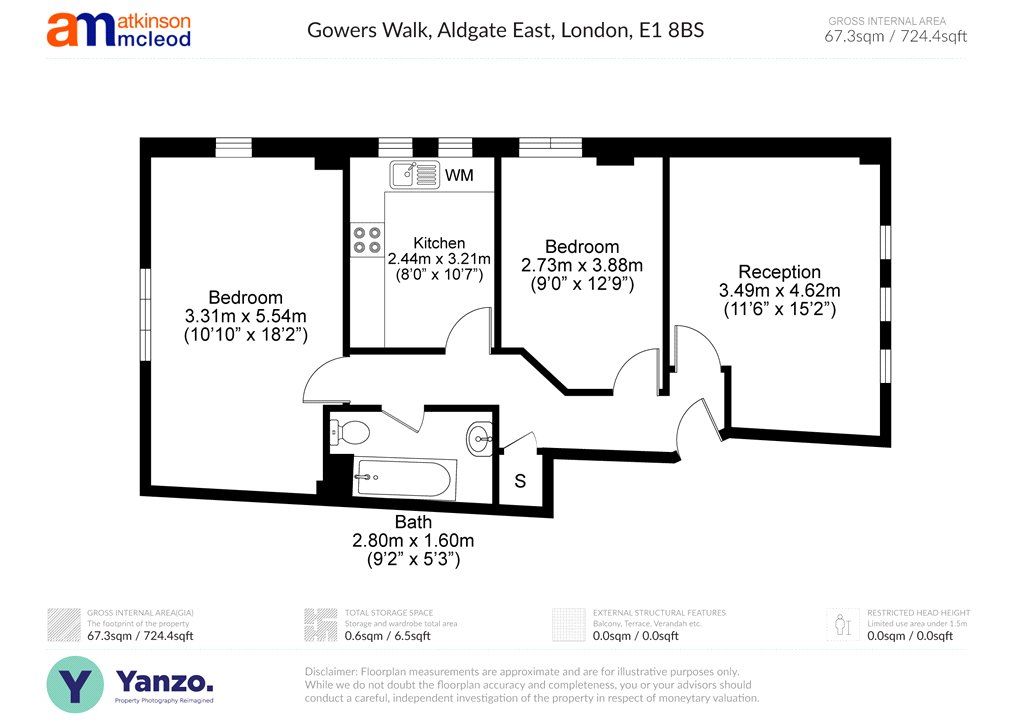 am atkinson
mcleod
Gowers Walk, Aldgate East, London, E1 8BS
GROSS INTERNAL AREA
67.3sqm / 724.4sqft
WM
Kitchen
2.44m x 3.21m
(8'0" x 10'7")
Bedroom
2.73m x 3.88m
(9'0" x 12'9")
Reception
3.49m x 4.62m
(11'6" x 15'2")
Bedroom
3.31m x 5.54m
(10'10" x 18'2")
S
Bath
2.80m x 1.60m
(9'2" x 5'3")
GROSS INTERNAL AREA(GIA)
The footprint of the property
67.3sqm / 724.4sqft
TOTAL STORAGE SPACE
Storage and wardrobe total area
0.6sqm / 6.5sqft
EXTERNAL STRUCTURAL FEATURES
Balcony, Terrace, Verandah etc.
0.0sqm / 0.0sqft
RESTRICTED HEAD HEIGHT
Limited use area under 1.5m
0.0sqm / 0.0sqft
Y Yanzo.
Property Photography Reimagined
Disclaimer: Floorplan measurements are approximate and are for illustrative purposes only.
While we do not doubt the floorplan accuracy and completeness, you or your advisors should
conduct a careful, independent investigation of the property in respect of moneytary valuation.